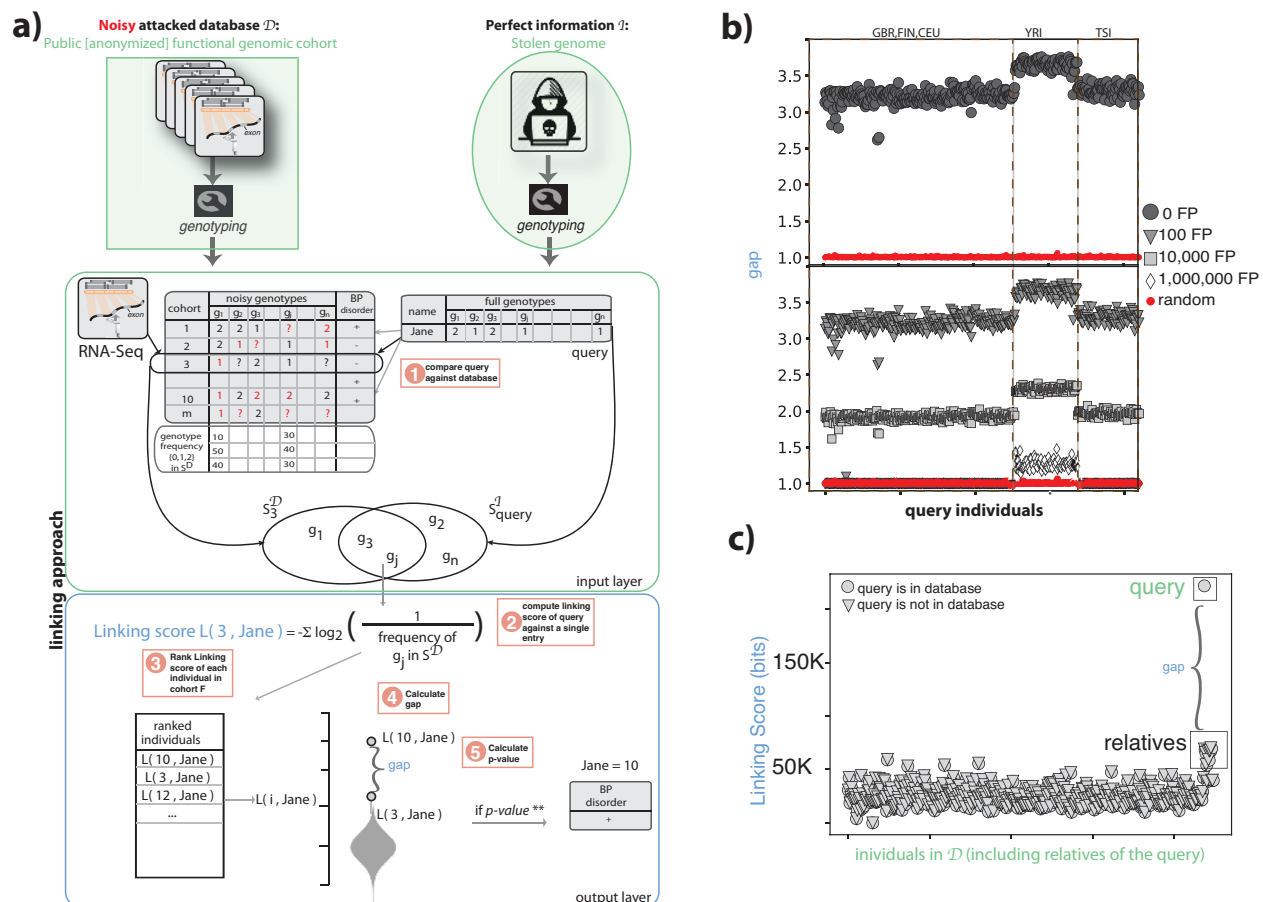 a)
Noisy attacked database 𝒟:
Public [anonymized] functional genomic cohort
exon
genotyping
Perfect information ℐ:
Stolen genome
genotyping
linking approach
exon
RNA-Seq
cohort noisy genotypes BP disorder
g1 g2 g3 gj gn
1 2 2 1 ? 2 +
2 2 1 ? 1 1 -
3 1 ? 2 1 ? -
+
10 1 2 2 2 2 +
m 1 ? 2 ? ?
genotype frequency {0,1,2} in S𝒟
10 30
50 40
40 30
name full genotypes
g1 g2 g3 gj gn
Jane 2 1 2 1 1
query
1 compare query against database
S3𝒟
Squeryℐ
g1
g3
gj
g2
gn
input layer
Linking score L( 3 , Jane ) = -Σ log2 ( 1 / frequency of gj in S𝒟 )
2 compute linking score of query against a single entry
3 Rank Linking score of each individual in cohort F
4 Calculate gap
5 Calculate p-value
ranked individuals
L( 10 , Jane)
L( 3 , Jane)
L( 12 , Jane)
...
L( i , Jane)
L( 10 , Jane)
gap
L( 3 , Jane )
if p-value **
Jane = 10
BP disorder
+
output layer
b)
GBR,FIN,CEU YRI TSI
3.5
3.0
2.5
2.0
1.5
1.0
3.5
3.0
2.5
2.0
1.5
1.0
gap
query individuals
0 FP
100 FP
10,000 FP
1,000,000 FP
random
c)
query is in database
query is not in database
query
gap
relatives
150K
50K
Linking Score (bits)
inividuals in 𝒟 (including relatives of the query)